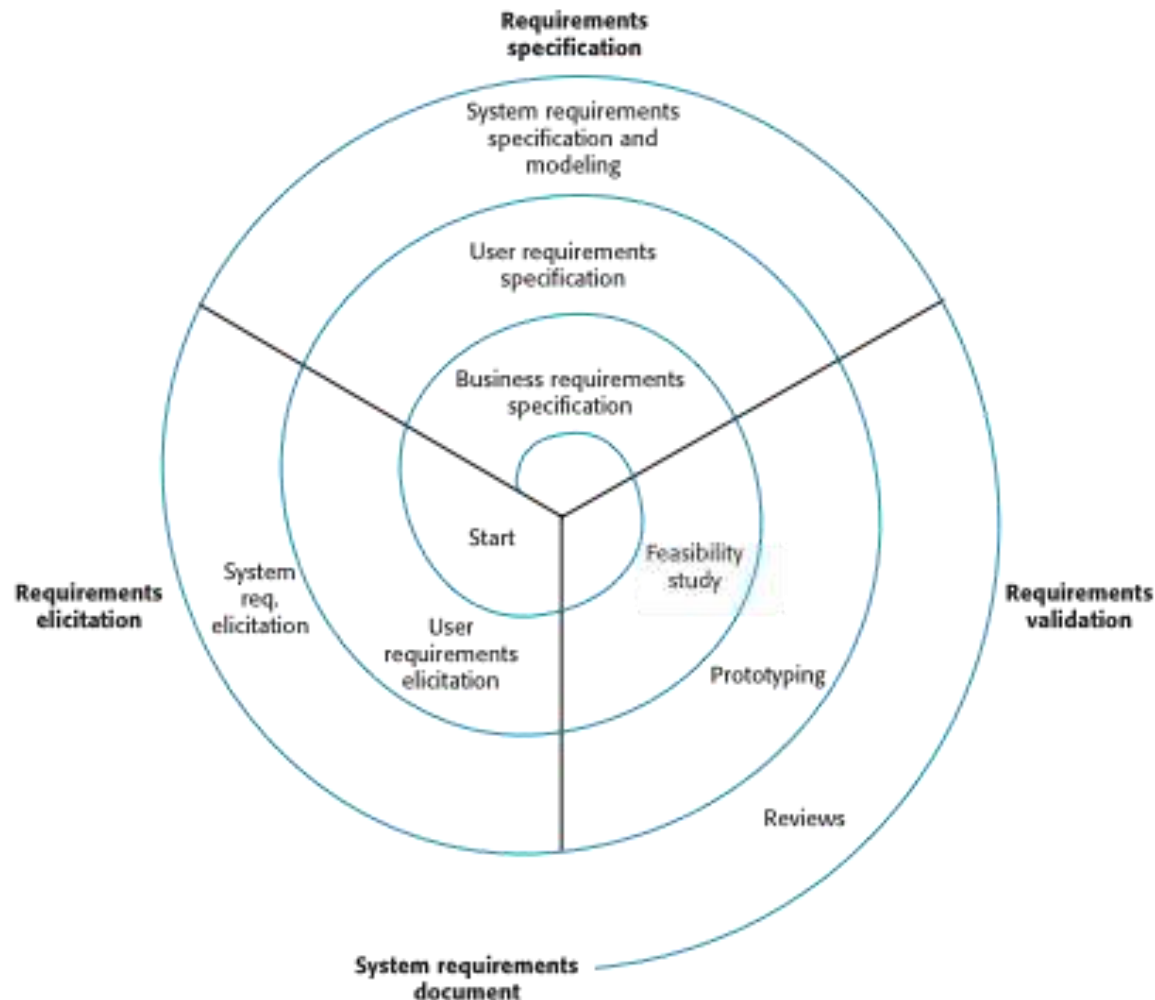 Requirements
specification
System requirements
specification and
modeling
User requirements
specification
Business requirements
specification
Start
Feasibility
study
System
req.
elicitation
Requirements
elicitation
Requirements
validation
User
requirements
elicitation
Prototyping
Reviews
System requirements
document